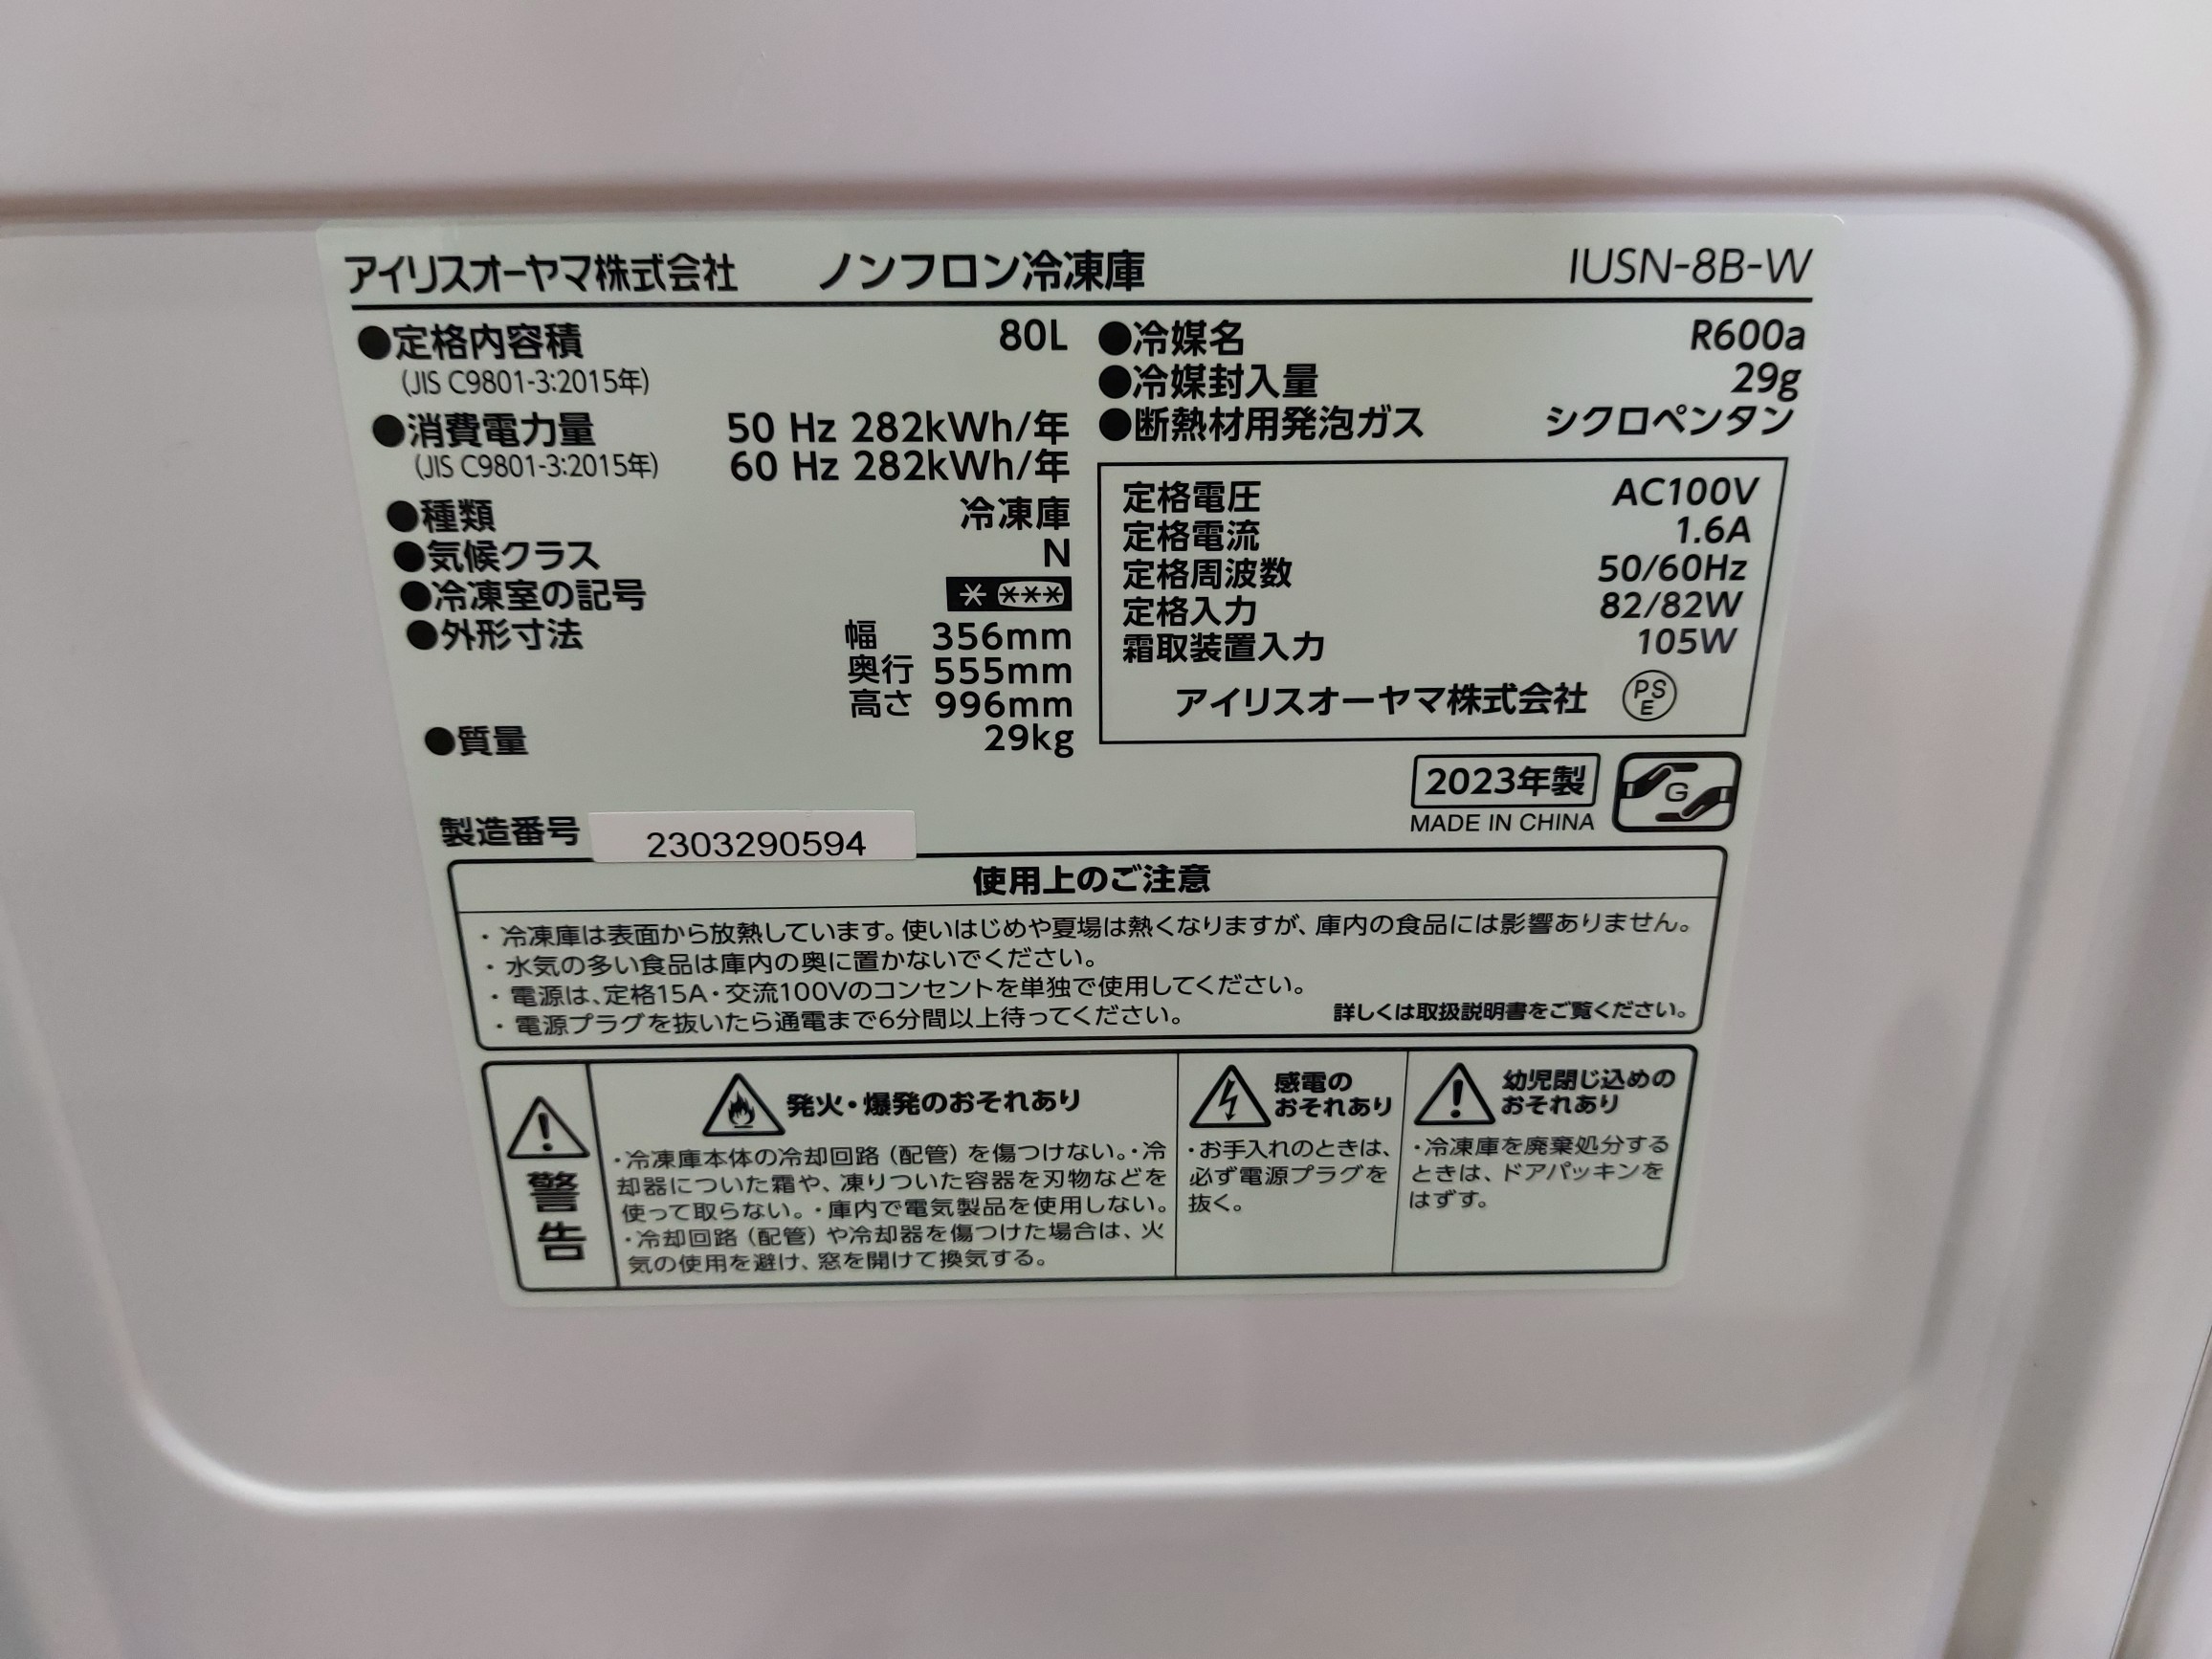 アイリスオーヤマ株式会社 ノンフロン冷凍庫 IUSN-8B-W
●定格内容積 80L
(JIS C9801-3:2015年)
●消費電力量 50 Hz 282kWh/年
(JIS C9801-3:2015年) 60 Hz 282kWh/年
●種類 冷凍庫
●気候クラス N
●冷凍室の記号 * ***
●外形寸法 幅 356mm
奥行 555mm
高さ 996mm
●質量 29kg
●冷媒名 R600a
●冷媒封入量 29g
●断熱材用発泡ガス シクロペンタン
定格電圧 AC100V
定格電流 1.6A
定格周波数 50/60Hz
定格入力 82/82W
霜取装置入力 105W
アイリスオーヤマ株式会社 PSE
2023年製
MADE IN CHINA
G
製造番号 2303290594
使用上のご注意
・冷凍庫は表面から放熱しています。使いはじめや夏場は熱くなりますが、庫内の食品には影響ありません。
・水気の多い食品は庫内の奥に置かないでください。
・電源は、定格15A・交流100Vのコンセントを単独で使用してください。
・電源プラグを抜いたら通電まで6分間以上待ってください。
詳しくは取扱説明書をご覧ください。
警告
発火・爆発のおそれあり
・冷凍庫本体の冷却回路（配管）を傷つけない。・冷
却器についた霜や、凍りついた容器を刃物などを
使って取らない。・庫内で電気製品を使用しない。
・冷却回路（配管）や冷却器を傷つけた場合は、火
気の使用を避け、窓を開けて換気する。
感電の
おそれあり
・お手入れのときは、
必ず電源プラグを
抜く。
幼児閉じ込めの
おそれあり
・冷凍庫を廃棄処分する
ときは、ドアパッキンを
はずす。